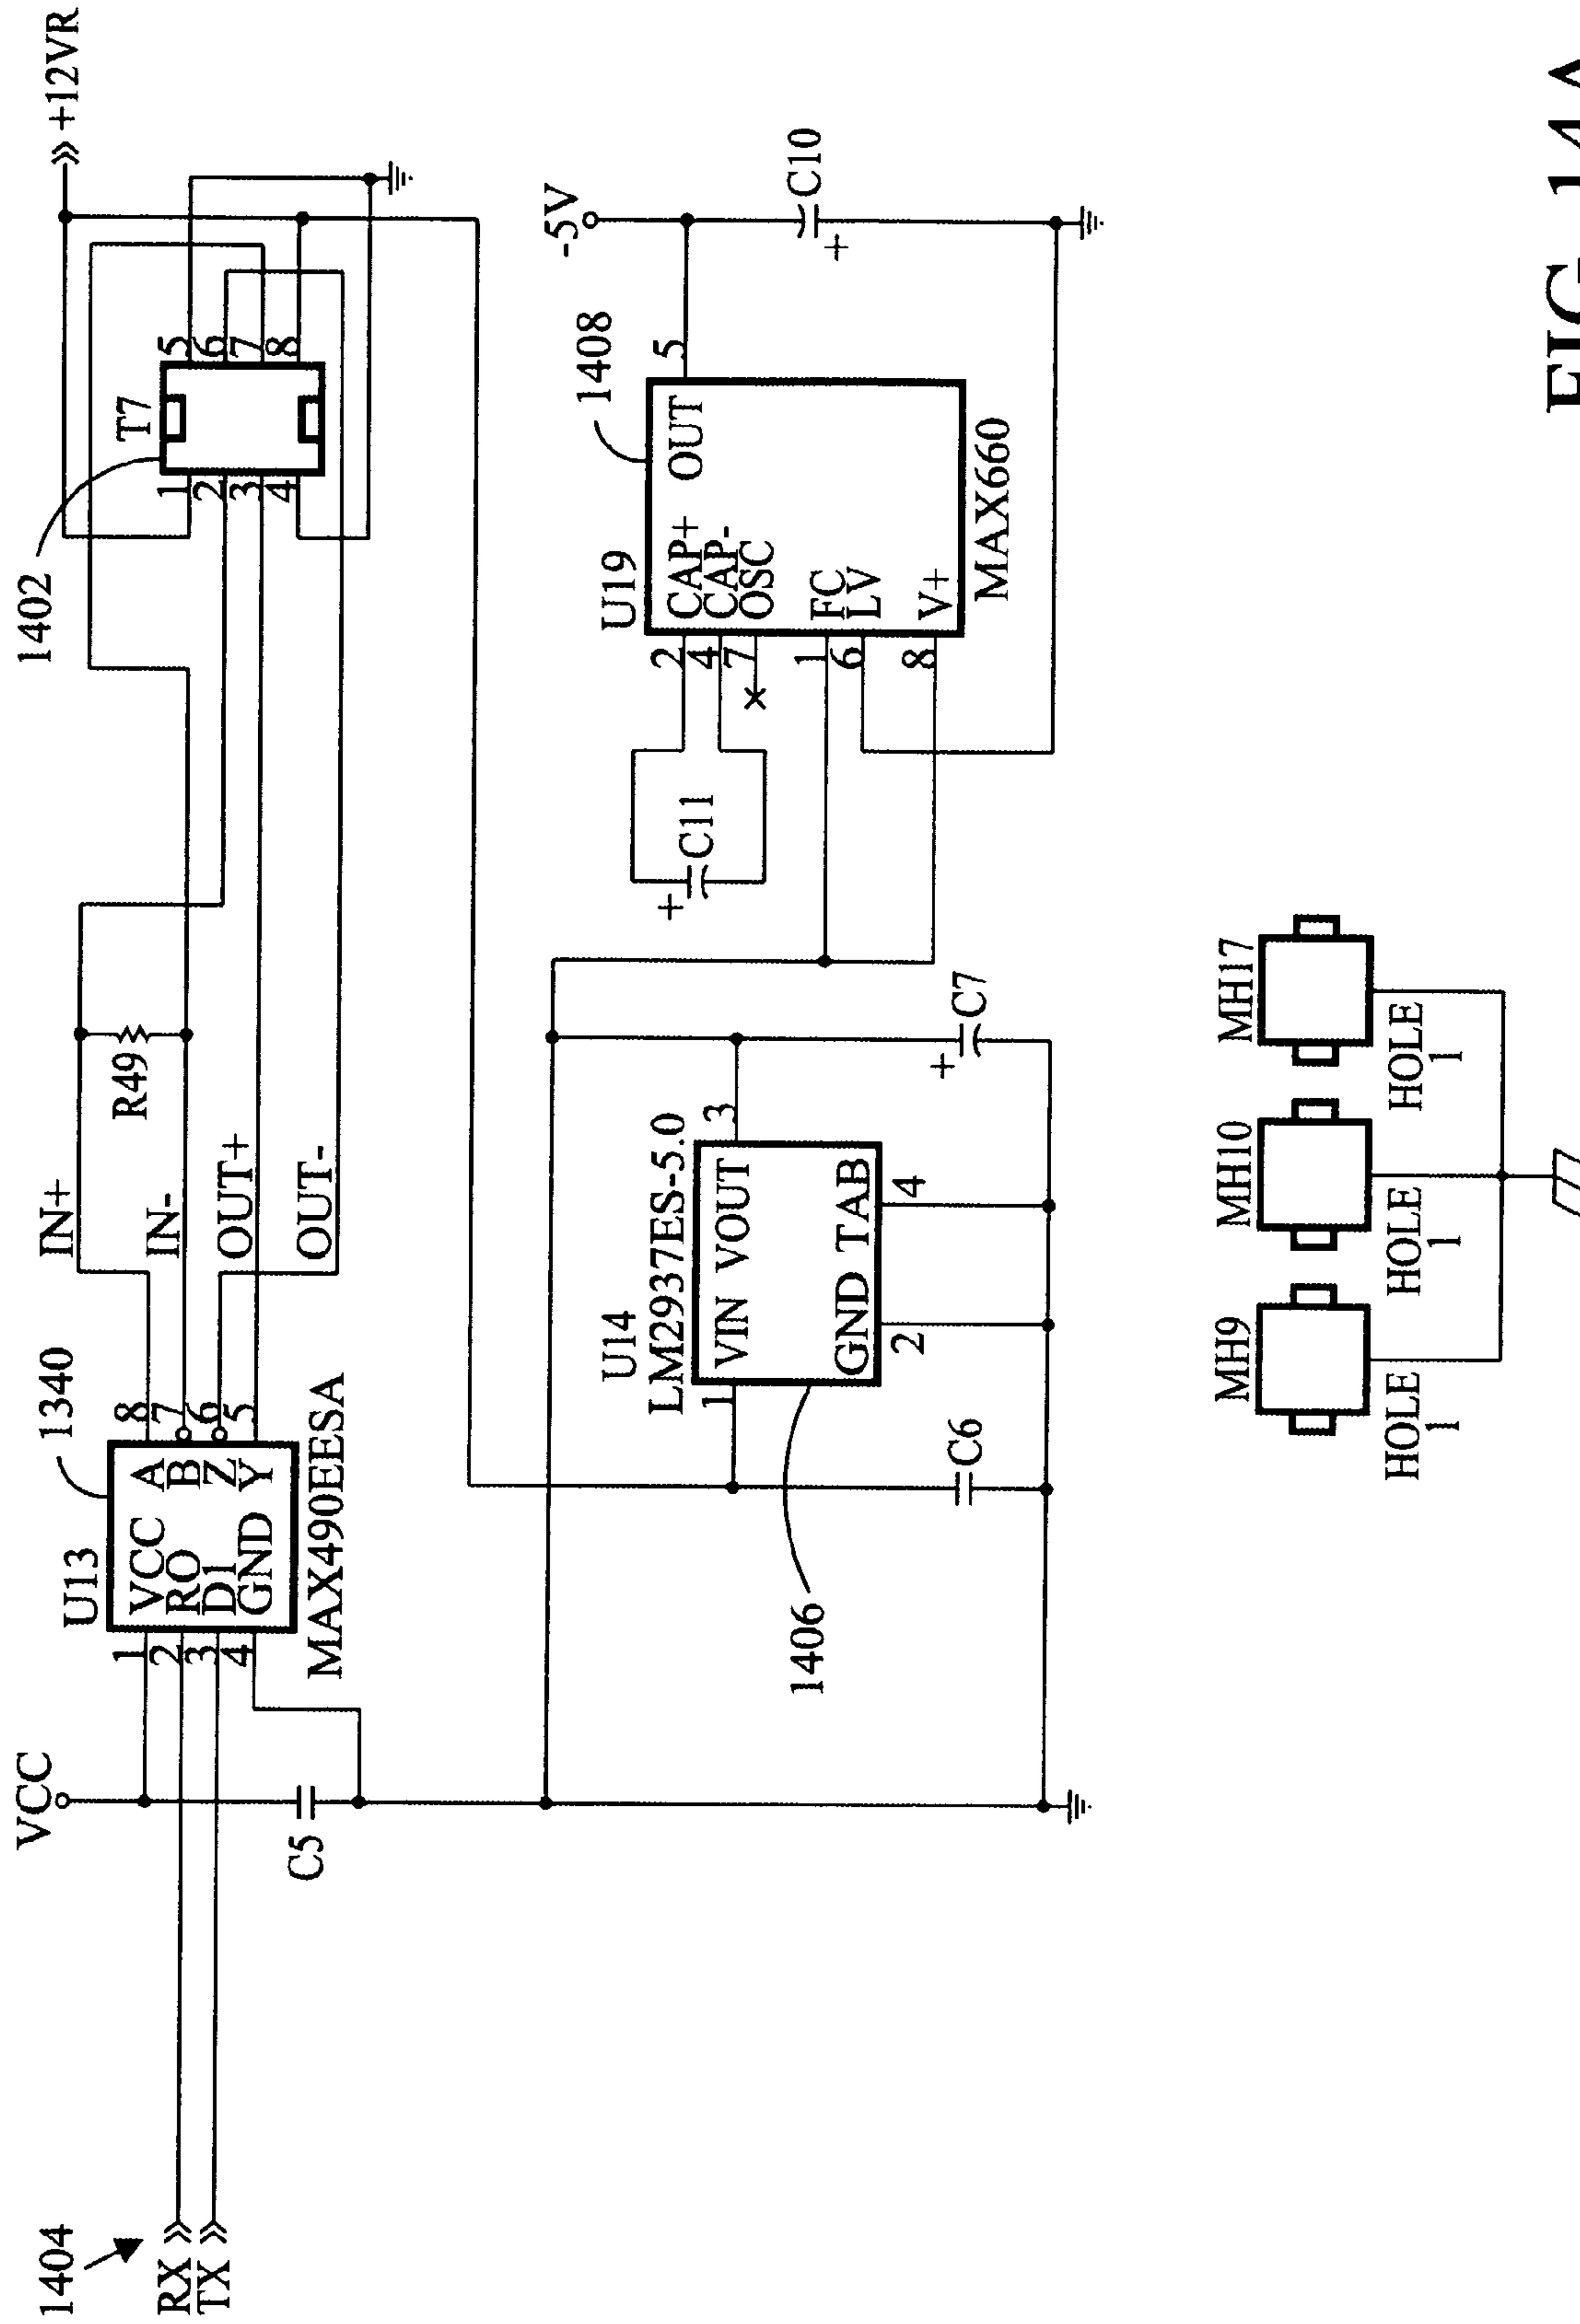 1404
RX
TX
VCC
C5
U13
1340
VCC A
RO B
D1 Z
GND Y
1
2
3
4
8
7
6
5
MAX490EESA
IN+
IN-
OUT+
OUT-
R49
1402
T7
1
2
3
4
5
6
7
8
+12VR
1406
C6
U14
LM2937ES-5.0
VIN VOUT
GND TAB
1
3
2
4
C7
C11
+
+
U19
1408
CAP+ OUT
CAP-
OSC
FC
LV
V+
2
4
7
1
6
8
5
MAX660
-5V
C10
+
MH9
HOLE
1
MH10
HOLE
1
MH17
HOLE
1